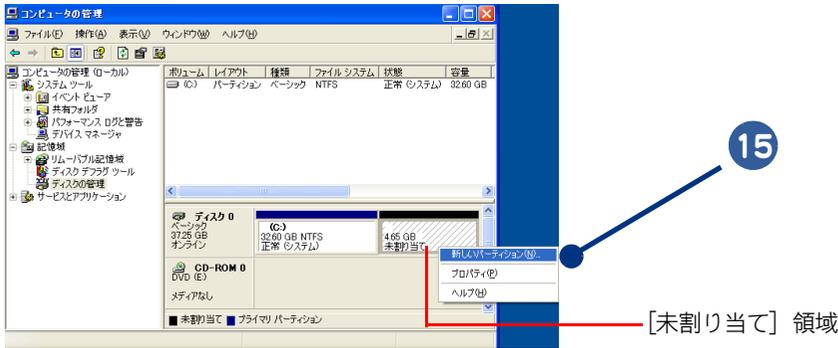 コンピュータの管理
ファイル(F) 操作(A) 表示(V) ウィンドウ(W) ヘルプ(H)
コンピュータの管理 (ローカル)
システム ツール
イベント ビューア
共有フォルダ
パフォーマンス ログと警告
デバイス マネージャ
記憶域
リムーバブル記憶域
ディスク デフラグ ツール
ディスクの管理
サービスとアプリケーション
ボリューム レイアウト 種類 ファイル システム 状態 容量
(C:) パーティション ベーシック NTFS 正常 (システム) 32.60 GB
ディスク 0
ベーシック
37.25 GB
オンライン
(C:)
32.60 GB NTFS
正常 (システム)
4.65 GB
未割り当て
新しいパーティション(N)...
プロパティ(P)
ヘルプ(H)
CD-ROM 0
DVD (E:)
メディアなし
未割り当て プライマリ パーティション
15
［未割り当て］領域